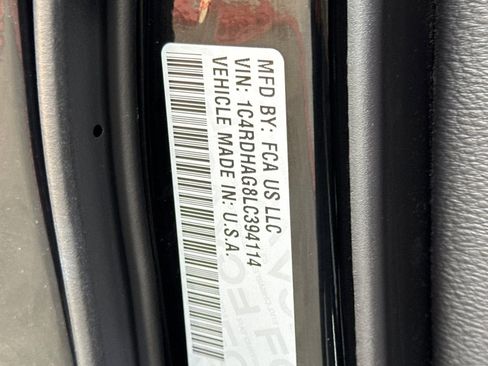 MFD BY: FCA US LLC
VIN: 1C4RDHAG8LC394114
VEHICLE MADE IN: U.S.A.